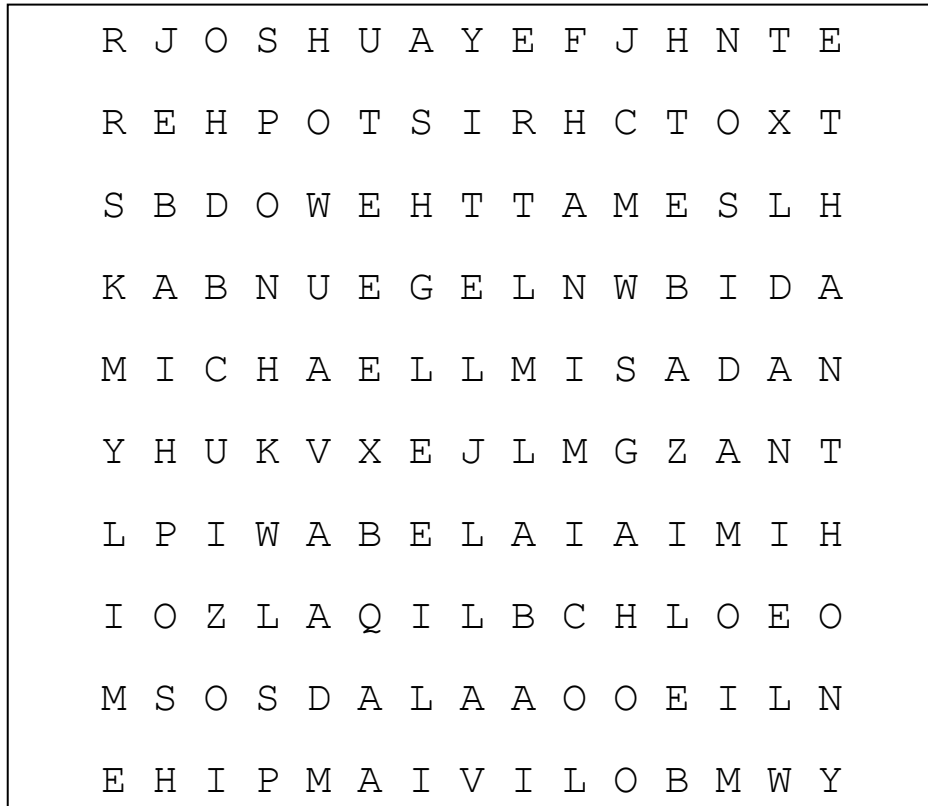 R J O S H U A Y E F J H N T E
R E H P O T S I R H C T O X T
S B D O W E H T T A M E S L H
K A B N U E G E L N W B I D A
M I C H A E L L M I S A D A N
Y H U K V X E J L M G Z A N T
L P I W A B E L A I A I M I H
I O Z L A Q I L B C H L O E O
M S O S D A L A A O O E I L N
E H I P M A I V I L O B M W Y